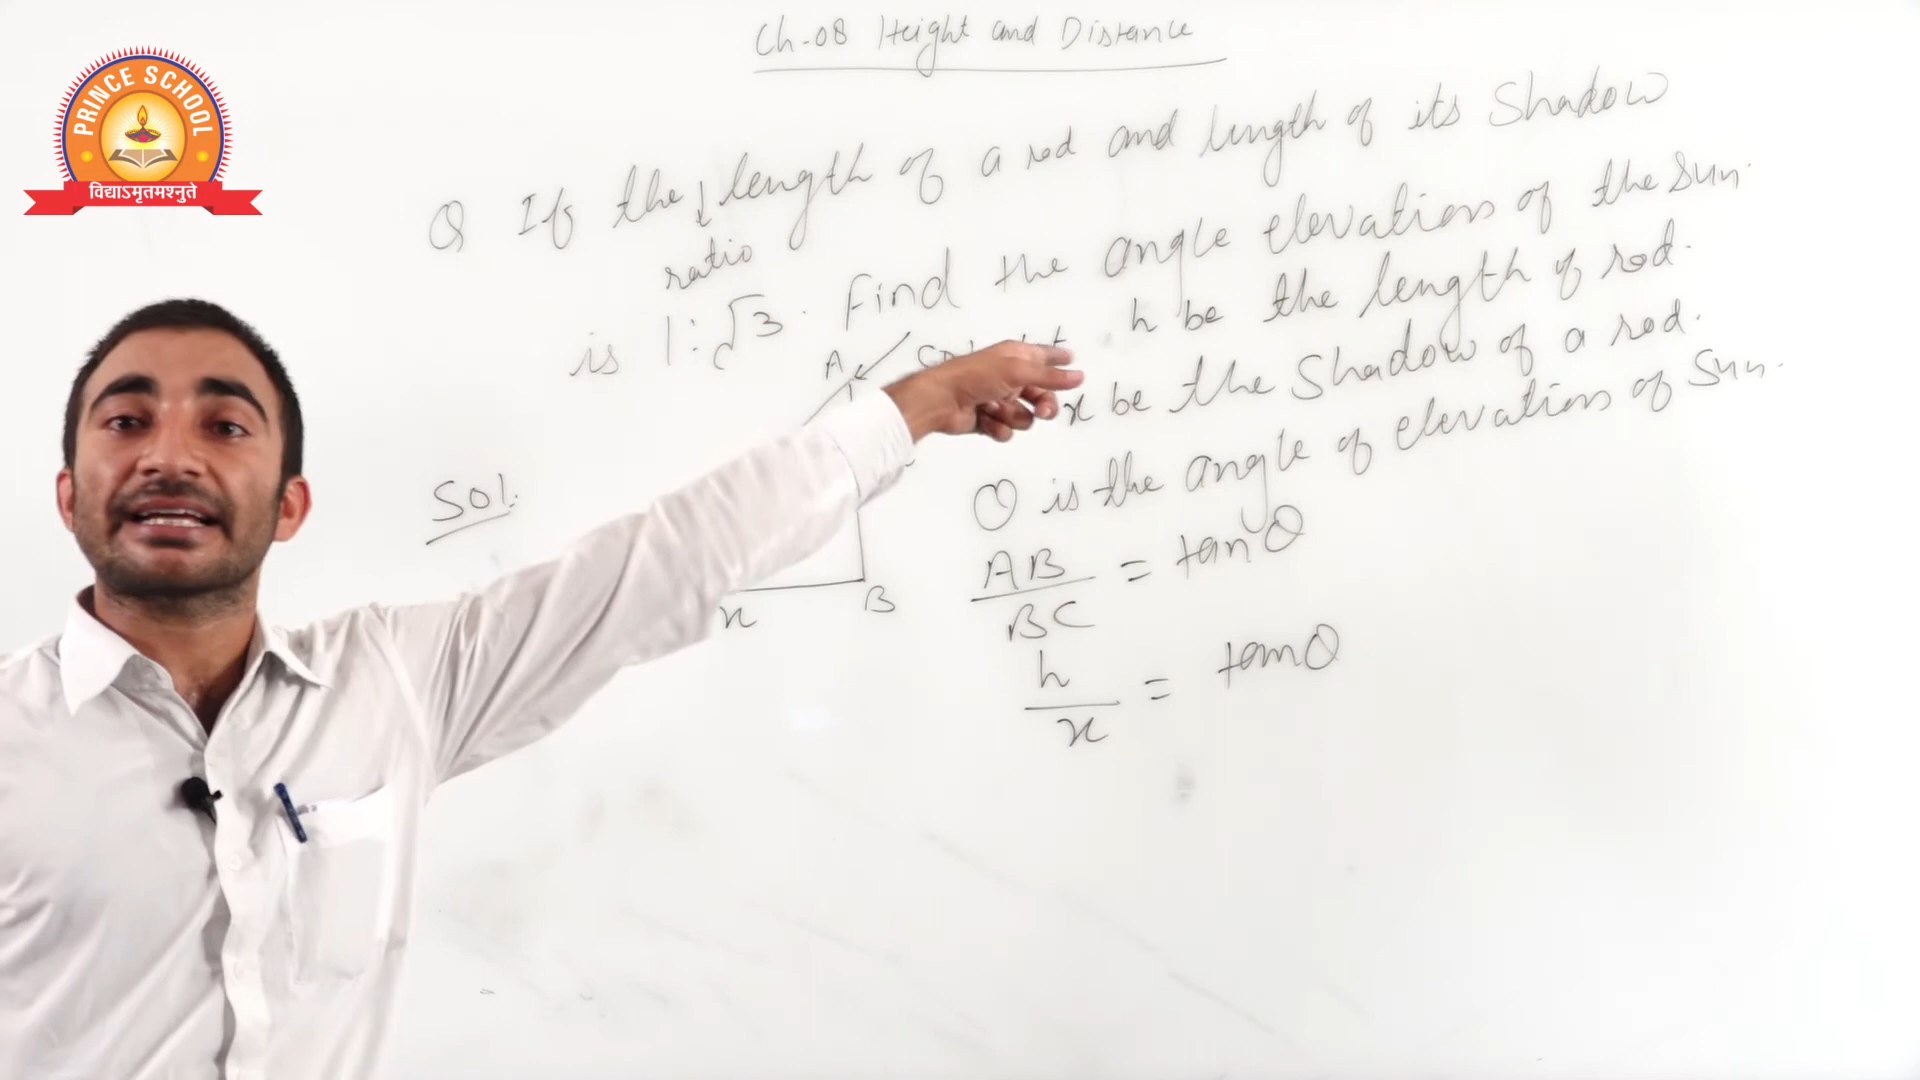 PRINCE SCHOOL
विद्याऽमृतमश्नुते
Ch-08 Height and Distance
Q If the length of a rod and length of its Shadow
ratio
is 1:√3. Find the angle elevation of the Sun.
h be the length of rod.
x be the Shadow of a rod.
θ is the angle of elevation of Sun.
Sol.
A
B
x
AB/BC = tanθ
h/x = tanθ